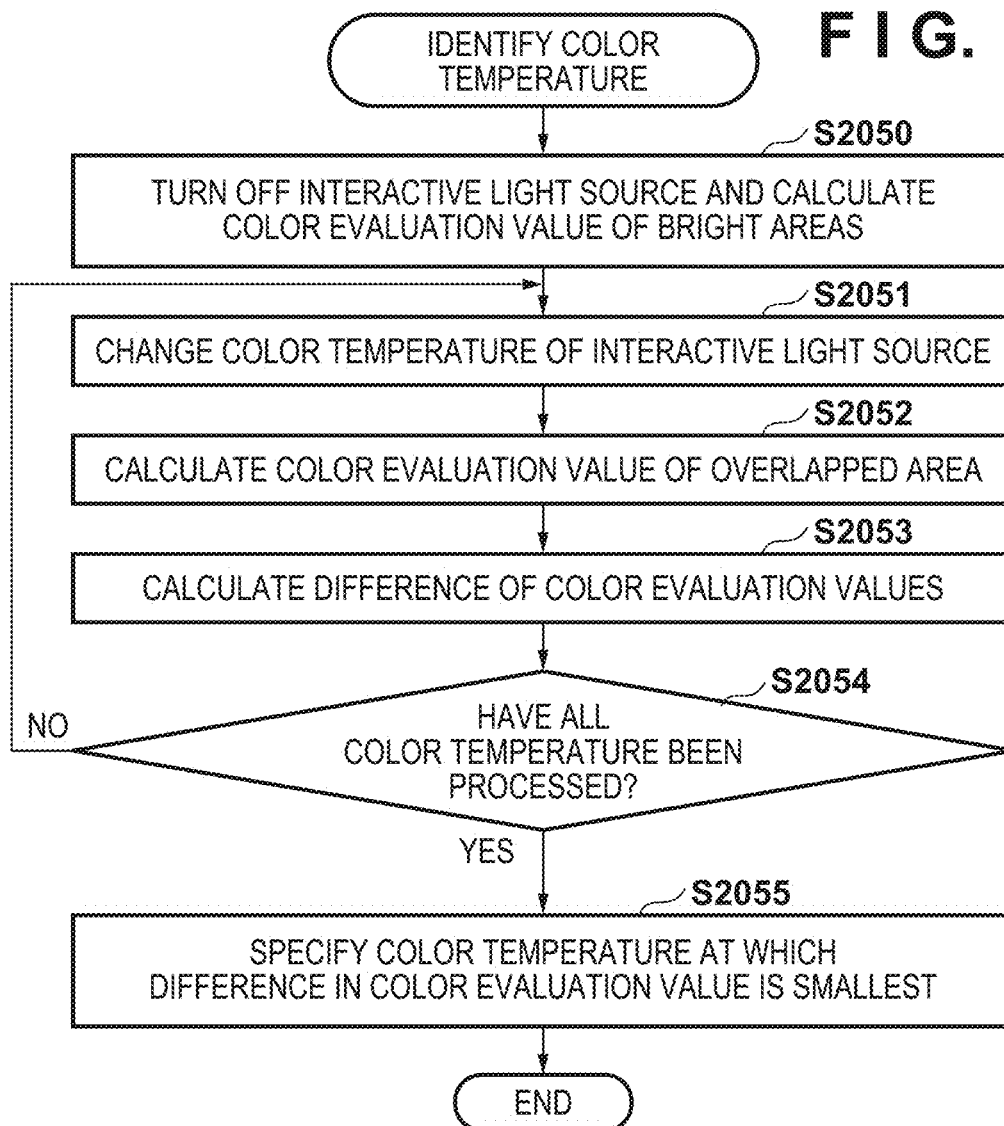 FIG.
IDENTIFY COLOR
TEMPERATURE
S2050
TURN OFF INTERACTIVE LIGHT SOURCE AND CALCULATE
COLOR EVALUATION VALUE OF BRIGHT AREAS
S2051
CHANGE COLOR TEMPERATURE OF INTERACTIVE LIGHT SOURCE
S2052
CALCULATE COLOR EVALUATION VALUE OF OVERLAPPED AREA
S2053
CALCULATE DIFFERENCE OF COLOR EVALUATION VALUES
S2054
NO
HAVE ALL
COLOR TEMPERATURE BEEN
PROCESSED?
YES
S2055
SPECIFY COLOR TEMPERATURE AT WHICH
DIFFERENCE IN COLOR EVALUATION VALUE IS SMALLEST
END